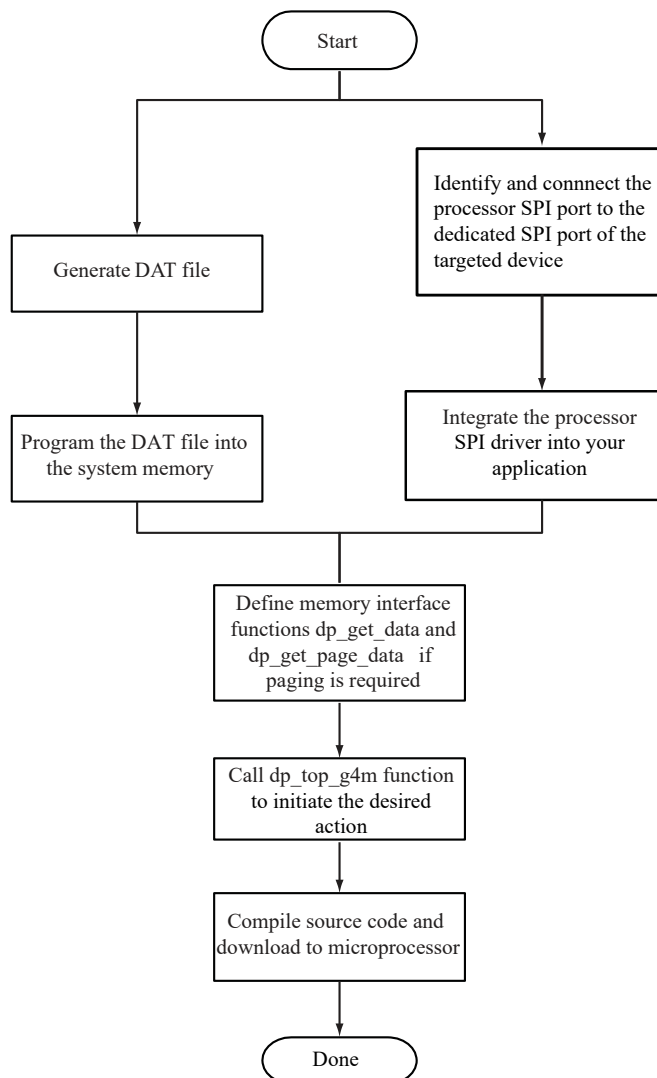 Start
Identify and connnect the
processor SPI port to the
dedicated SPI port of the
targeted device
Generate DAT file
Program the DAT file into
the system memory
Integrate the processor
SPI driver into your
application
Define memory interface
functions dp_get_data and
dp_get_page_data if
paging is required
Call dp_top_g4m function
to initiate the desired
action
Compile source code and
download to microprocessor
Done